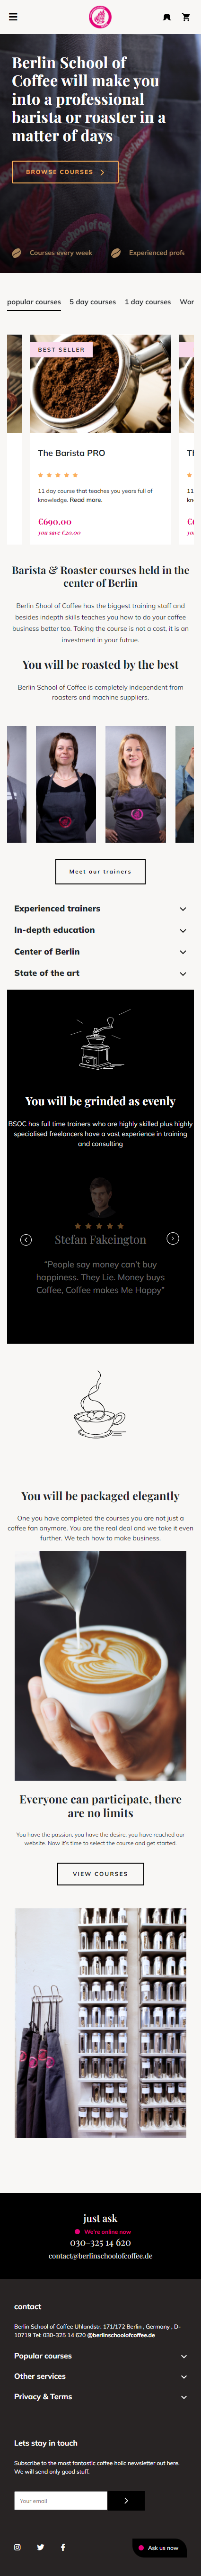 Berlin School of
Coffee will make you
into a professional
barista or roaster in a
matter of days
BROWSE COURSES
Courses every week
Experienced profe
popular courses
5 day courses
1 day courses
Wor
BEST SELLER
The Barista PRO
11 day course that teaches you years full of
knowledge. Read more.
€690.00
you save €20.00
Barista & Roaster courses held in the
center of Berlin
Berlin Shool of Coffee has the biggest training staff and
besides indepth skills teaches you how to do your coffee
business better too. Taking the course is not a cost, it is an
investment in your futrue.
You will be roasted by the best
Berlin School of Coffee is completely independent from
roasters and machine suppliers.
Meet our trainers
Experienced trainers
In-depth education
Center of Berlin
State of the art
You will be grinded as evenly
BSOC has full time trainers who are highly skilled plus highly
specialised freelancers have a vast experience in training
and consulting
Stefan Fakeington
"People say money can't buy
happiness. They Lie. Money buys
Coffee, Coffee makes Me Happy"
You will be packaged elegantly
One you have completed the courses you are not just a
coffee fan anymore. You are the real deal and we take it even
further. We tech how to make business.
Everyone can participate, there
are no limits
You have the passion, you have the desire, you have reached our
website. Now it's time to select the course and get started.
VIEW COURSES
just ask
We're online now
030-325 14 620
contact@berlinschoolofcoffee.de
contact
Berlin School of Coffee Uhlandstr. 171/172 Berlin , Germany , D-
10719 Tel: 030-325 14 620 @berlinschoolofcoffee.de
Popular courses
Other services
Privacy & Terms
Lets stay in touch
Subscribe to the most fantastic coffee holic newsletter out here.
We will send only good stuff.
Your email
Ask us now